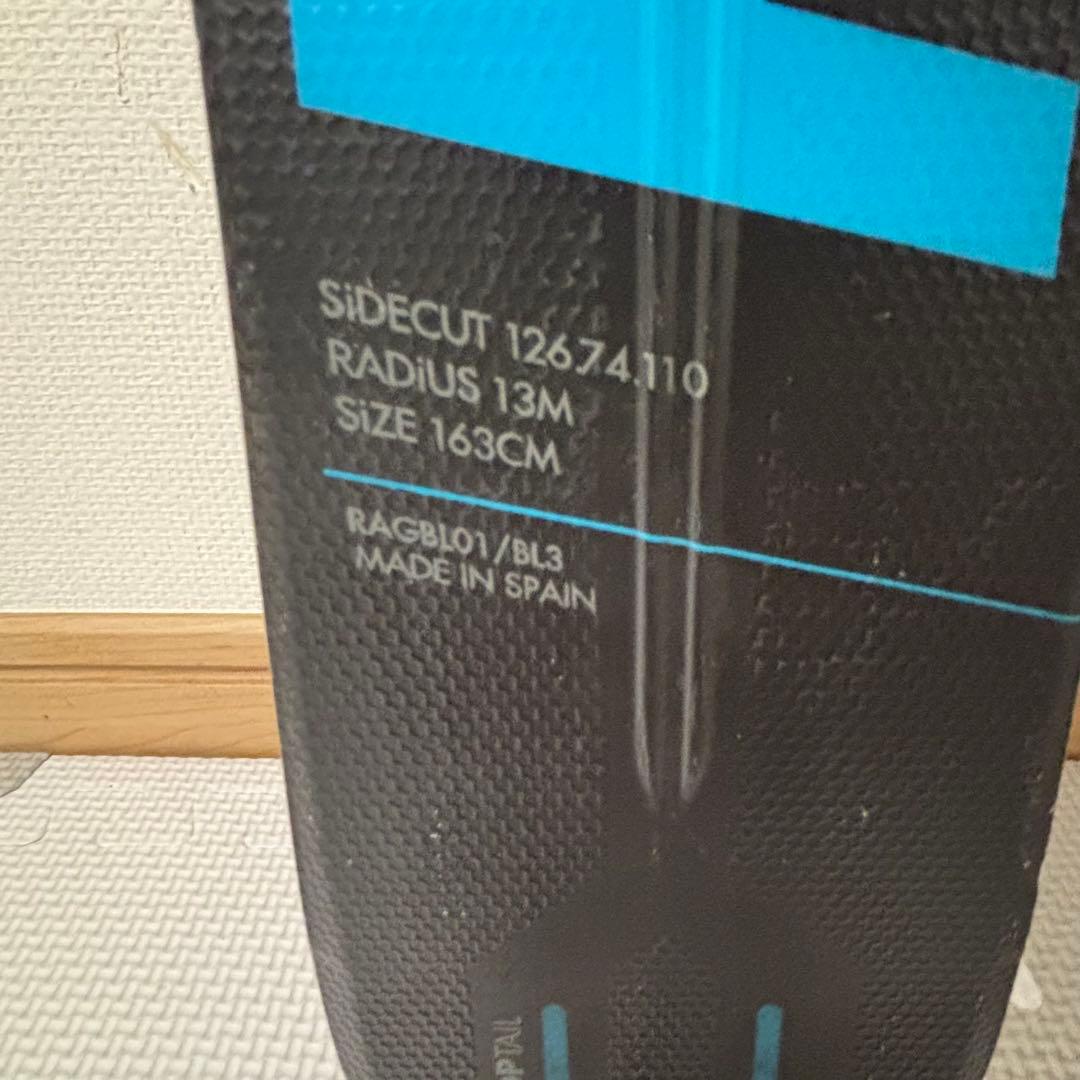 SiDECUT 126.74.110
RADiUS 13M
SiZE 163CM
RAGBL01/BL3
MADE IN SPAIN